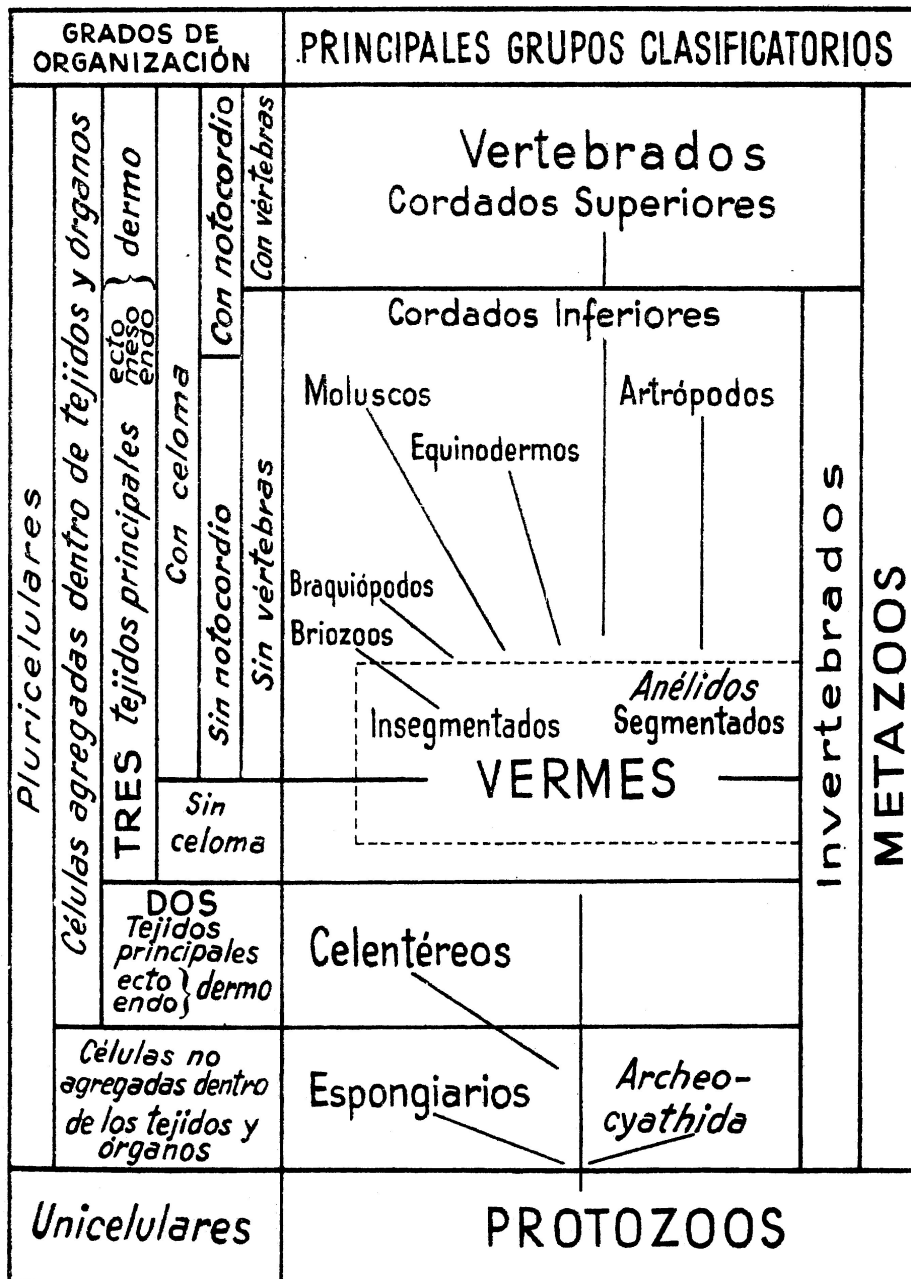 GRADOS DE
ORGANIZACIÓN
PRINCIPALES GRUPOS CLASIFICATORIOS
Pluricelulares
Células agregadas dentro de tejidos y órganos
TRES tejidos principales ecto meso endo } dermo
Con celoma
Con notocordio
Con vértebras
Sin notocordio
Sin vértebras
Sin
celoma
Vertebrados
Cordados Superiores
Cordados Inferiores
Moluscos
Artrópodos
Equinodermos
Braquiópodos
Briozoos
Insegmentados
Anélidos
Segmentados
VERMES
Invertebrados
METAZOOS
DOS
Tejidos
principales
ecto
endo } dermo
Celentéreos
Células no
agregadas dentro
de los tejidos y
órganos
Espongiarios
Archeo-
cyathida
Unicelulares
PROTOZOOS